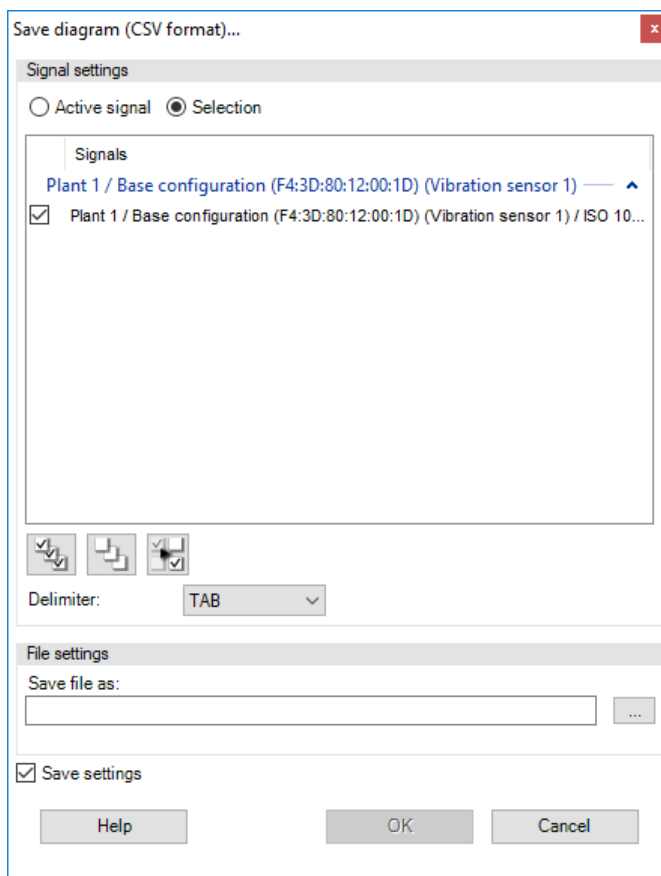 Save diagram (CSV format)...
x
Signal settings
Active signal Selection
Signals
Plant 1 / Base configuration (F4:3D:80:12:00:1D) (Vibration sensor 1)
Plant 1 / Base configuration (F4:3D:80:12:00:1D) (Vibration sensor 1) / ISO 10...
Delimiter: TAB
File settings
Save file as:
...
Save settings
Help OK Cancel